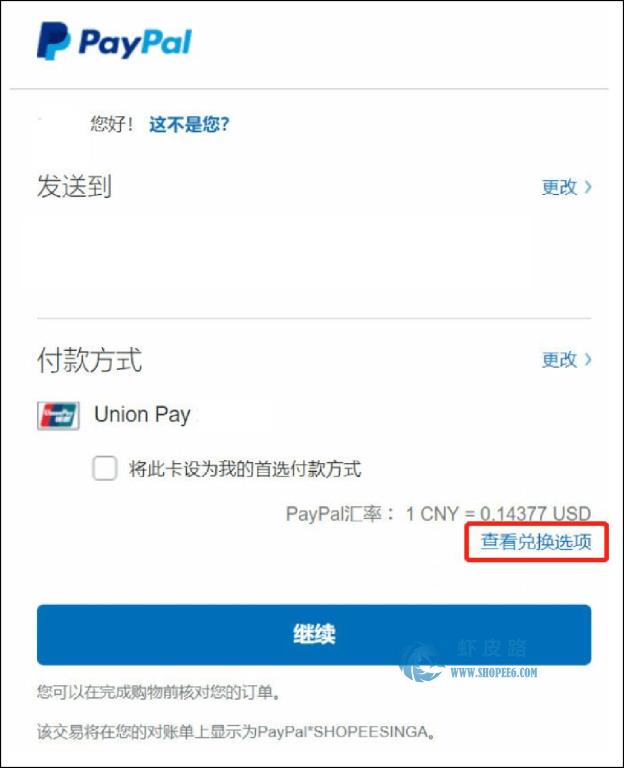 PayPal
您好！ 这不是您？
发送到 更改 >
付款方式 更改 >
UnionPay Union Pay
将此卡设为我的首选付款方式
PayPal汇率： 1 CNY = 0.14377 USD
查看兑换选项
继续
虾皮路
WWW.SHOPEE6.COM
您可以在完成购物前核对您的订单。
该交易将在您的对账单上显示为PayPal*SHOPEESINGA。